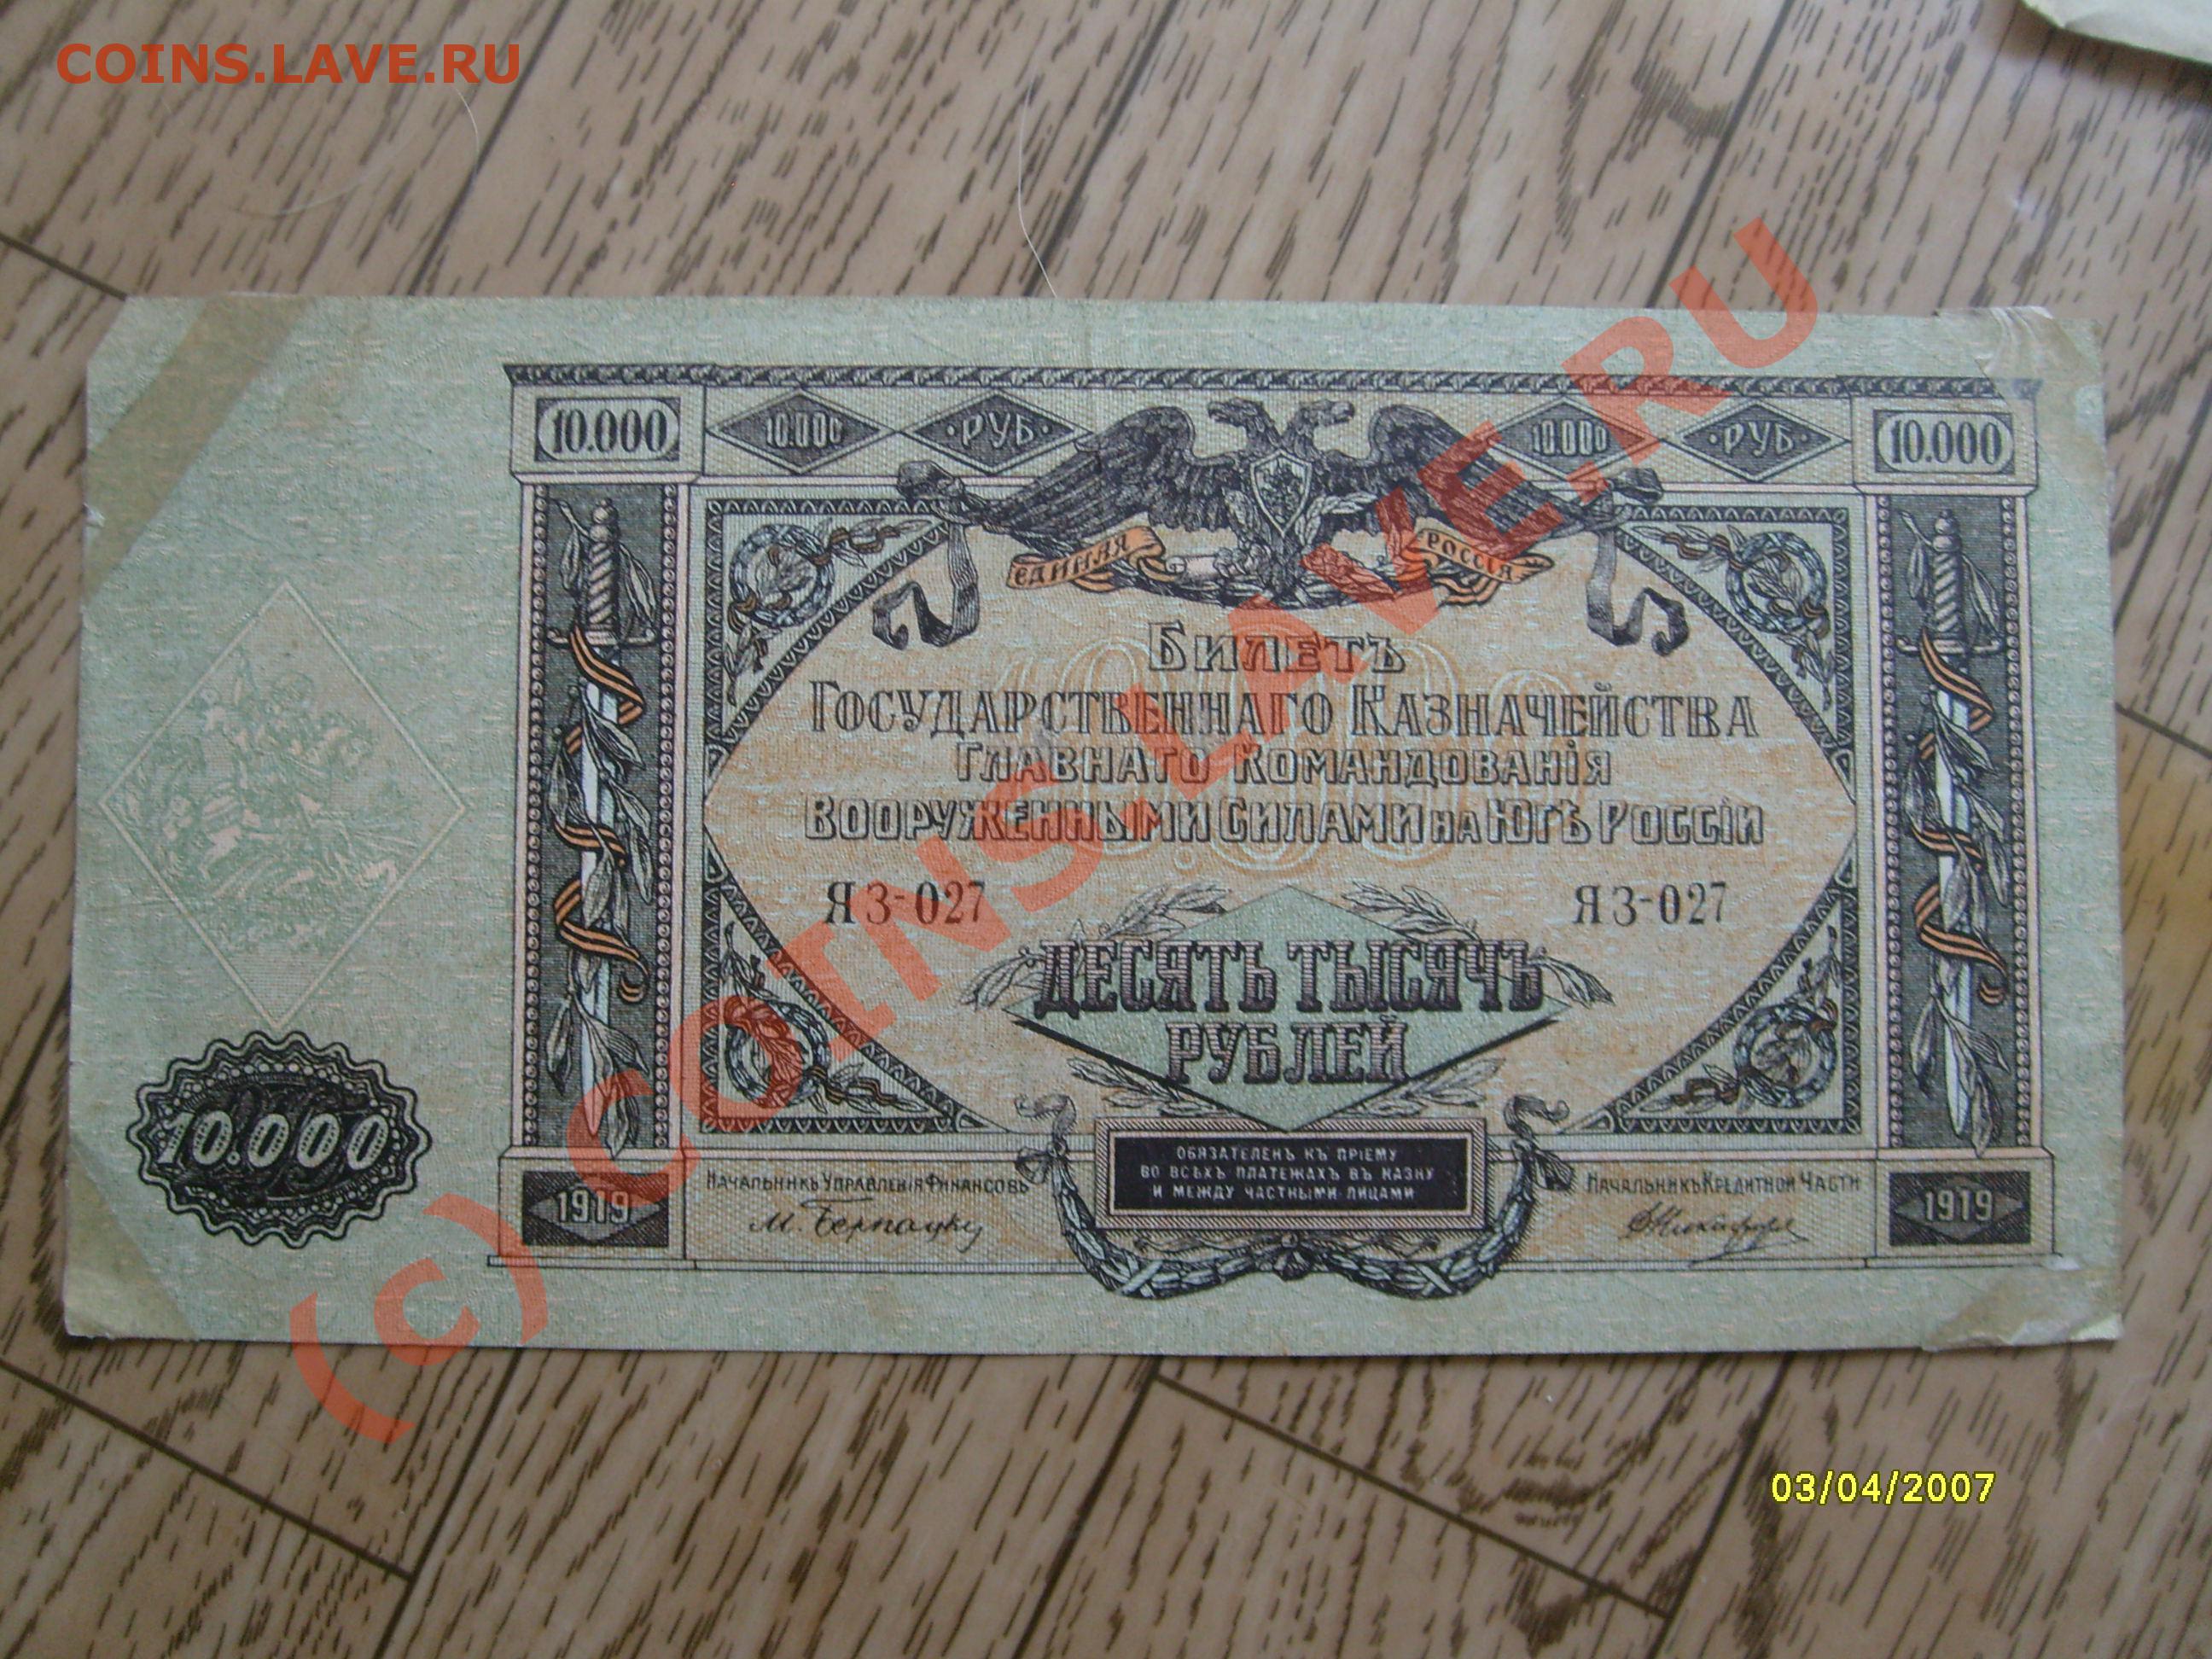 COINS.LAVE.RU
10.000
10.000
РУБ
10.000
РУБ
10.000
ЕДИНАЯ РОССІЯ
БИЛЕТЪ
ГОСУДАРСТВЕННАГО КАЗНАЧЕЙСТВА
ГЛАВНАГО КОМАНДОВАНІЯ
ВООРУЖЕННЫМИ СИЛАМИ НА ЮГѢ РОССІИ
ЯЗ-027 ЯЗ-027
ДЕСЯТЬ ТЫСЯЧЪ
РУБЛЕЙ
10.000
ОБЯЗАТЕЛЕНЪ КЪ ПРІЕМУ
ВО ВСѢХЪ ПЛАТЕЖАХЪ ВЪ КАЗНУ
И МЕЖДУ ЧАСТНЫМИ ЛИЦАМИ
1919
НАЧАЛЬНИКЪ УПРАВЛЕНІЯ ФИНАНСОВЪ
М. Бернацкій
НАЧАЛЬНИКЪ КРЕДИТНОЙ ЧАСТИ
1919
(c) COINS.LAVE.RU
03/04/2007